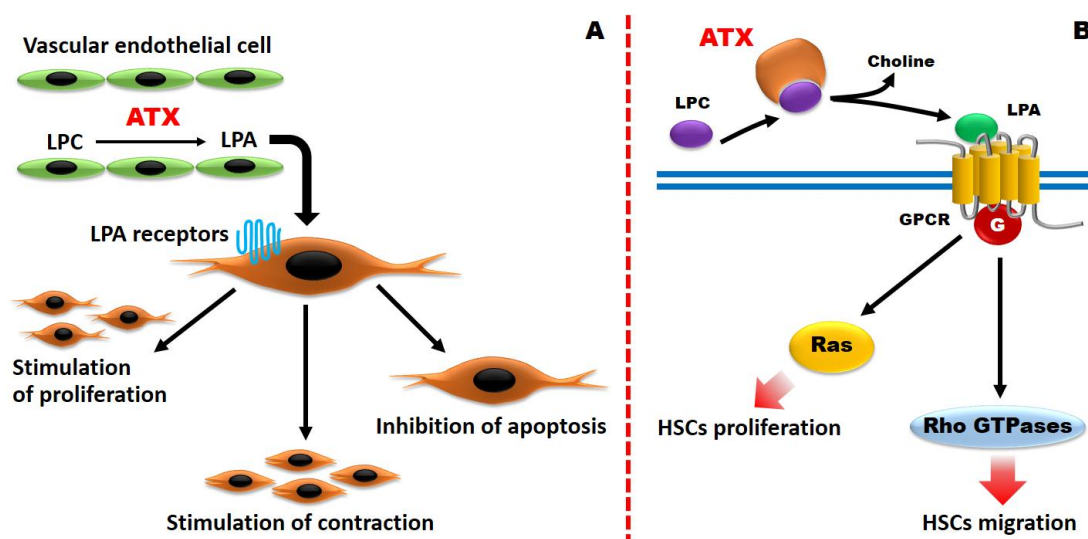 A
Vascular endothelial cell
ATX
LPC
LPA
LPA receptors
Stimulation
of proliferation
Inhibition of apoptosis
Stimulation of contraction
B
ATX
Choline
LPC
LPA
GPCR
G
Ras
HSCs proliferation
Rho GTPases
HSCs migration